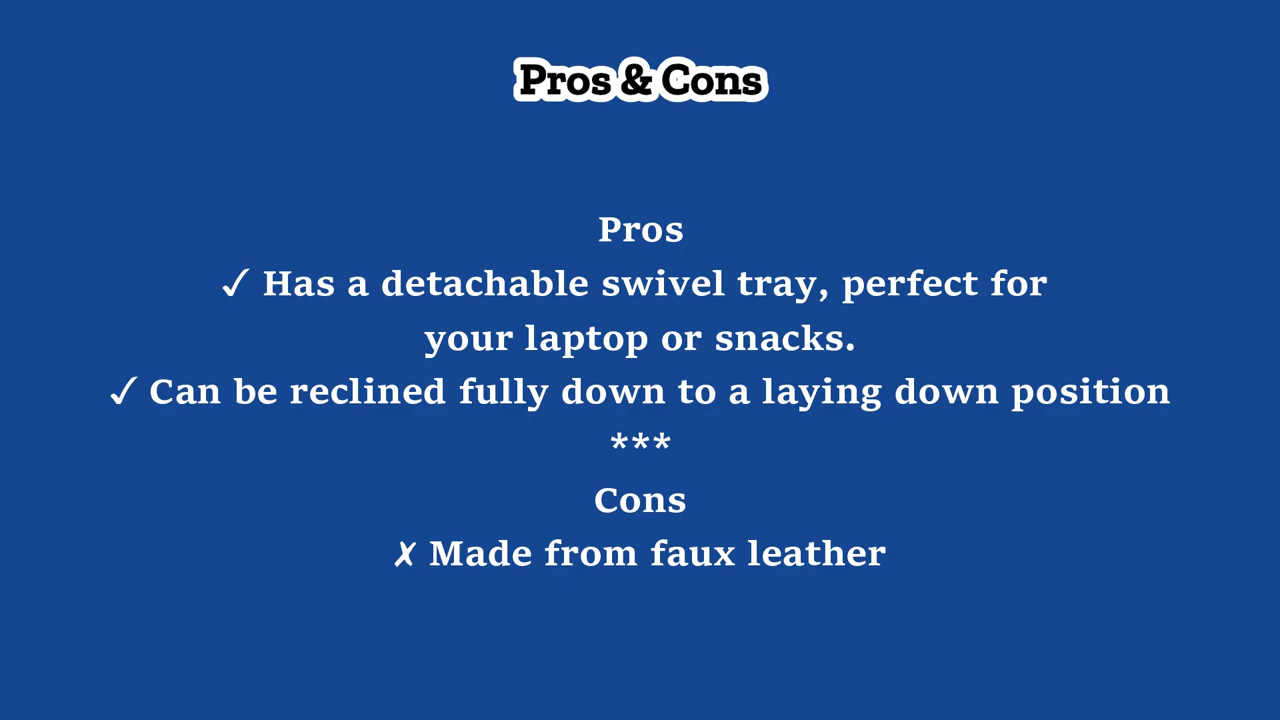 Pros & Cons
Pros
✓ Has a detachable swivel tray, perfect for
your laptop or snacks.
✓ Can be reclined fully down to a laying down position
***
Cons
✗ Made from faux leather